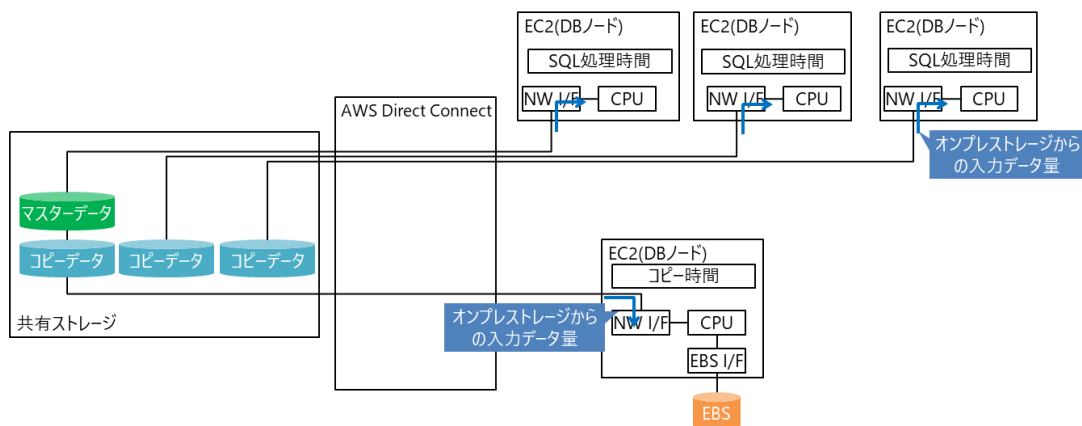 EC2(DBノード)
SQL処理時間
NW I/F
CPU
EC2(DBノード)
SQL処理時間
NW I/F
CPU
EC2(DBノード)
SQL処理時間
NW I/F
CPU
オンプレストレージから
の入力データ量
AWS Direct Connect
マスターデータ
コピーデータ
コピーデータ
コピーデータ
共有ストレージ
EC2(DBノード)
コピー時間
オンプレストレージから
の入力データ量
NW I/F
CPU
EBS I/F
EBS